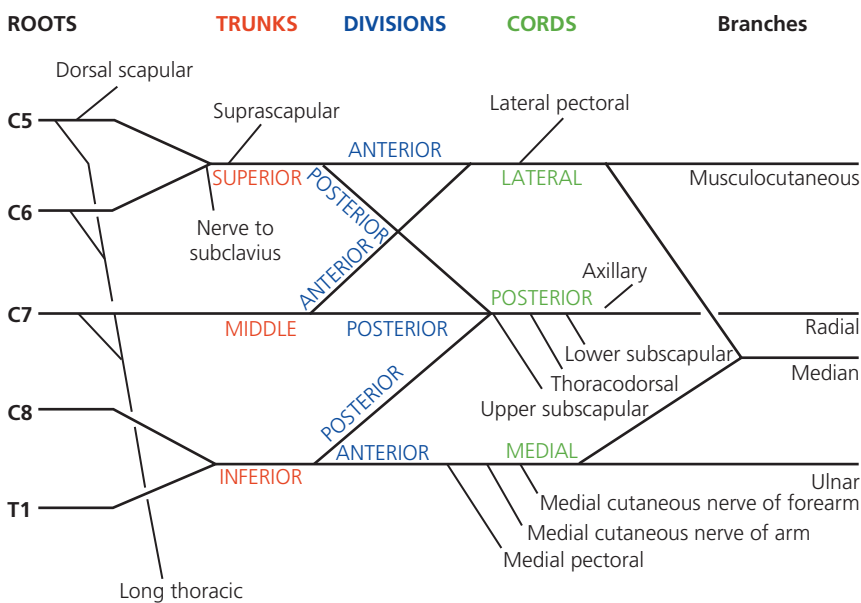 ROOTS TRUNKS DIVISIONS CORDS Branches
Dorsal scapular
Suprascapular
Lateral pectoral
C5
ANTERIOR
SUPERIOR
POSTERIOR
LATERAL
Musculocutaneous
C6
Nerve to
subclavius
ANTERIOR
Axillary
POSTERIOR
C7
MIDDLE
POSTERIOR
Radial
Lower subscapular
Median
Thoracodorsal
Upper subscapular
POSTERIOR
C8
ANTERIOR
MEDIAL
INFERIOR
Ulnar
Medial cutaneous nerve of forearm
T1
Medial cutaneous nerve of arm
Medial pectoral
Long thoracic